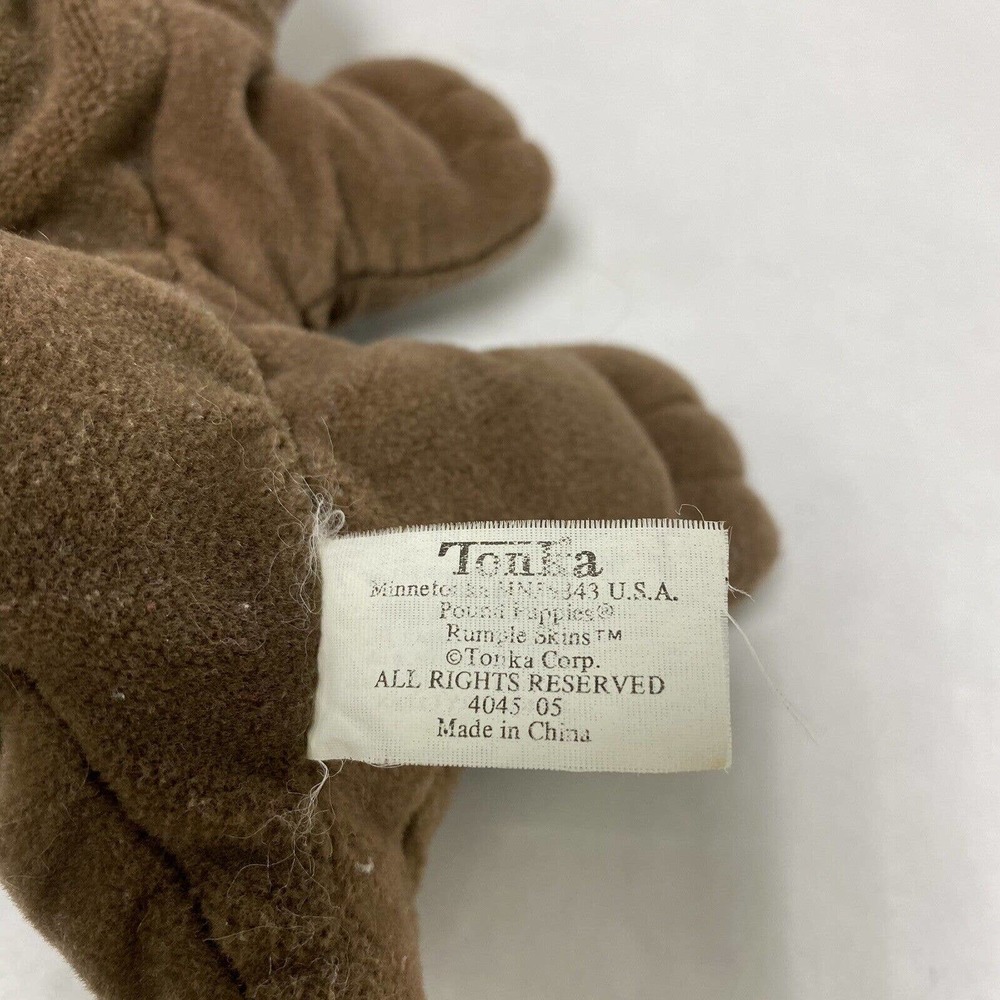 Tonka
Minnetonka MN 55343 U.S.A.
Pound Puppies®
Rumple Skins™
©Tonka Corp.
ALL RIGHTS RESERVED
4045 05
Made in China